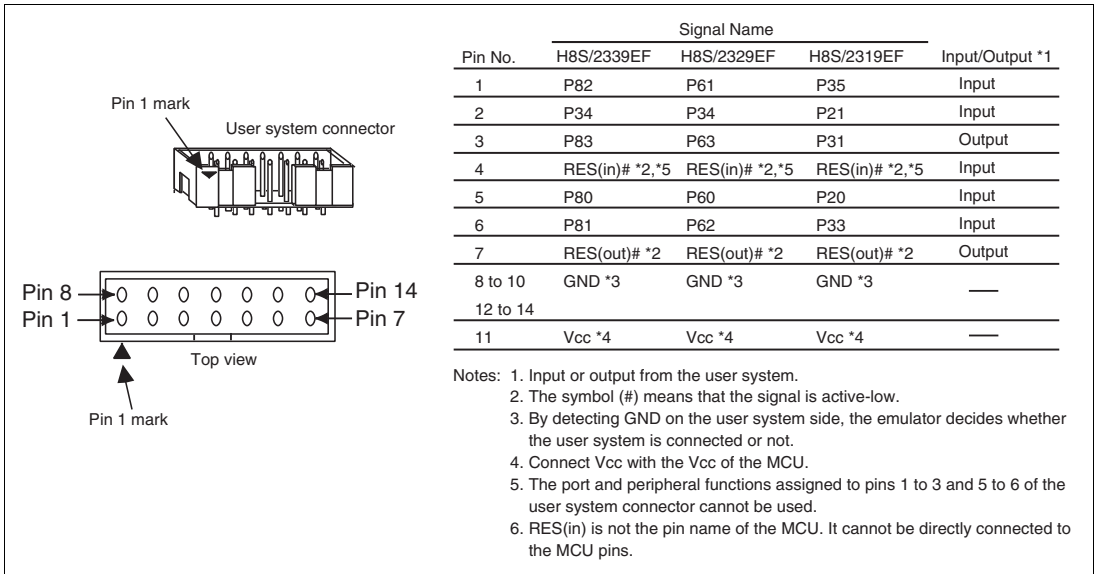 Pin 1 mark
User system connector
Pin 8
Pin 14
Pin 1
Pin 7
Top view
Pin 1 mark
Signal Name
Pin No. H8S/2339EF H8S/2329EF H8S/2319EF Input/Output *1
1 P82 P61 P35 Input
2 P34 P34 P21 Input
3 P83 P63 P31 Output
4 RES(in)# *2,*5 RES(in)# *2,*5 RES(in)# *2,*5 Input
5 P80 P60 P20 Input
6 P81 P62 P33 Input
7 RES(out)# *2 RES(out)# *2 RES(out)# *2 Output
8 to 10 GND *3 GND *3 GND *3 —
12 to 14
11 Vcc *4 Vcc *4 Vcc *4 —
Notes: 1. Input or output from the user system.
2. The symbol (#) means that the signal is active-low.
3. By detecting GND on the user system side, the emulator decides whether
the user system is connected or not.
4. Connect Vcc with the Vcc of the MCU.
5. The port and peripheral functions assigned to pins 1 to 3 and 5 to 6 of the
user system connector cannot be used.
6. RES(in) is not the pin name of the MCU. It cannot be directly connected to
the MCU pins.